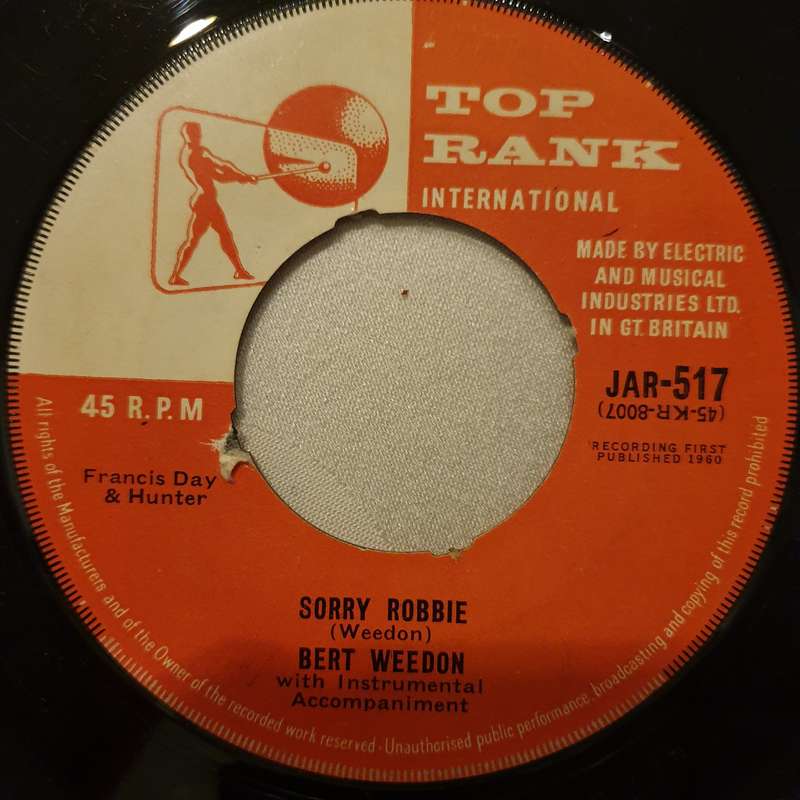 TOP
RANK
INTERNATIONAL
MADE BY ELECTRIC
AND MUSICAL
INDUSTRIES LTD.
IN GT. BRITAIN
45 R.P.M
JAR-517
(45-KR-8007)
RECORDING FIRST
PUBLISHED 1960
Francis Day
& Hunter
SORRY ROBBIE
(Weedon)
BERT WEEDON
with Instrumental
Accompaniment
All rights of the Manufacturers and of the Owner of the recorded work reserved. Unauthorised public performance, broadcasting and copying of this record prohibited